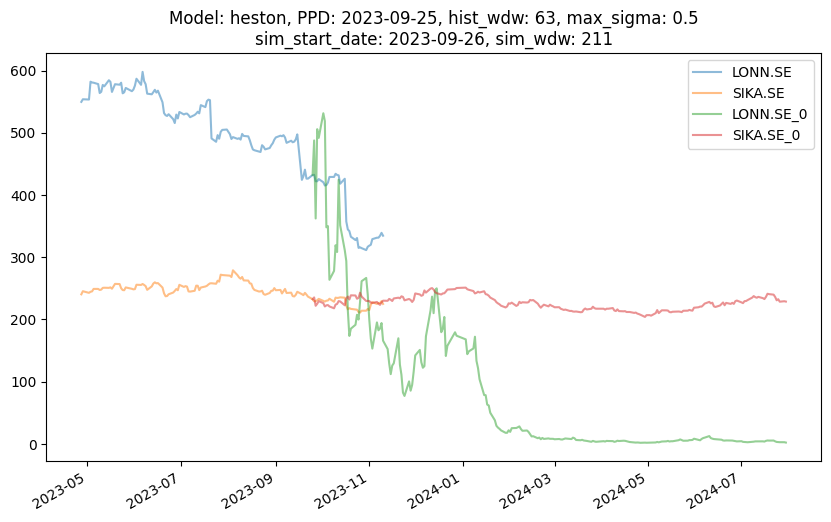 Model: heston, PPD: 2023-09-25, hist_wdw: 63, max_sigma: 0.5
sim_start_date: 2023-09-26, sim_wdw: 211
LONN.SE
SIKA.SE
LONN.SE_0
SIKA.SE_0
600
500
400
300
200
100
0
2023-05
2023-07
2023-09
2023-11
2024-01
2024-03
2024-05
2024-07